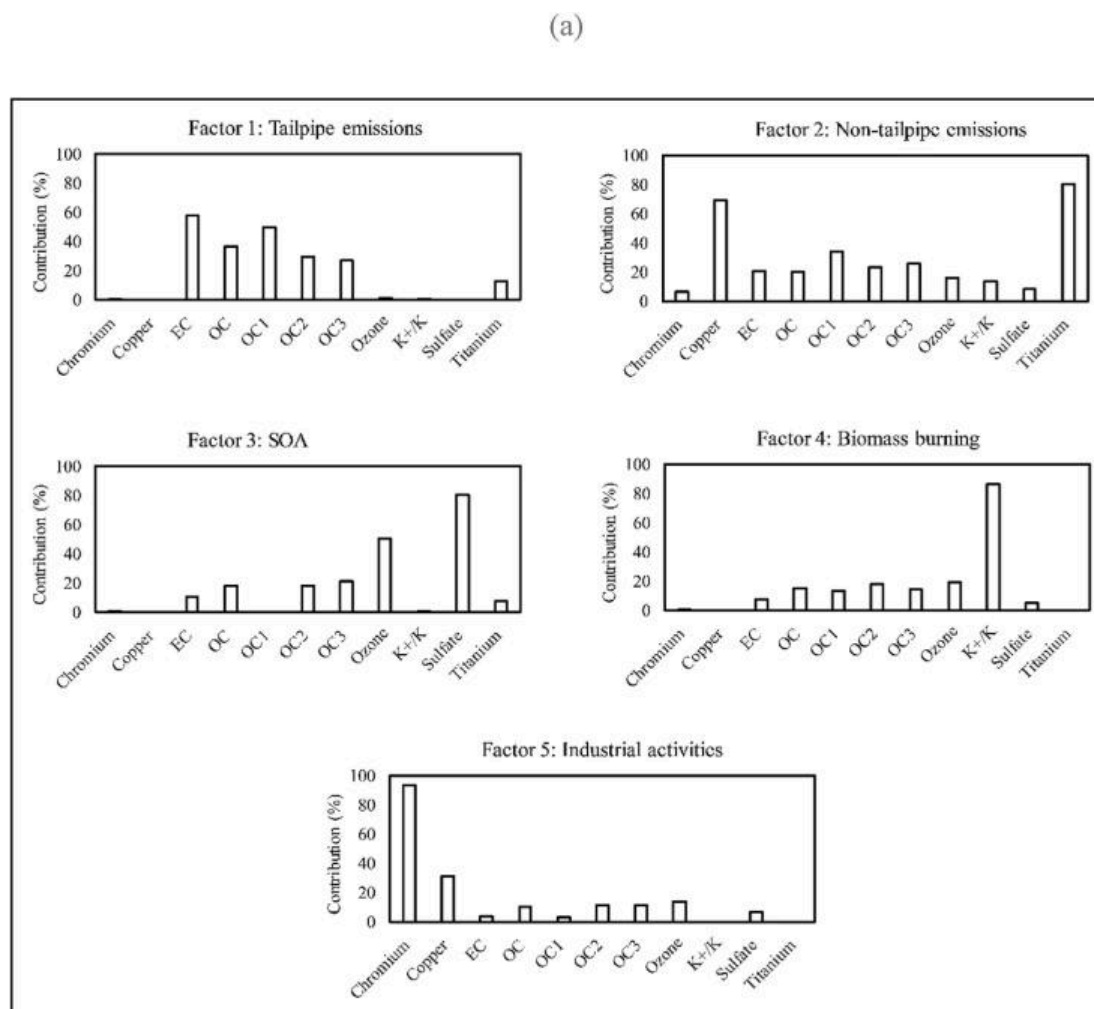 (a)
Factor 1: Tailpipe emissions
Contribution (%)
100
80
60
40
20
0
Chromium
Copper
EC
OC
OC1
OC2
OC3
Ozone
K+/K
Sulfate
Titanium
Factor 2: Non-tailpipe emissions
Contribution (%)
100
80
60
40
20
0
Chromium
Copper
EC
OC
OC1
OC2
OC3
Ozone
K+/K
Sulfate
Titanium
Factor 3: SOA
Contribution (%)
100
80
60
40
20
0
Chromium
Copper
EC
OC
OC1
OC2
OC3
Ozone
K+/K
Sulfate
Titanium
Factor 4: Biomass burning
Contribution (%)
100
80
60
40
20
0
Chromium
Copper
EC
OC
OC1
OC2
OC3
Ozone
K+/K
Sulfate
Titanium
Factor 5: Industrial activities
Contribution (%)
100
80
60
40
20
0
Chromium
Copper
EC
OC
OC1
OC2
OC3
Ozone
K+/K
Sulfate
Titanium